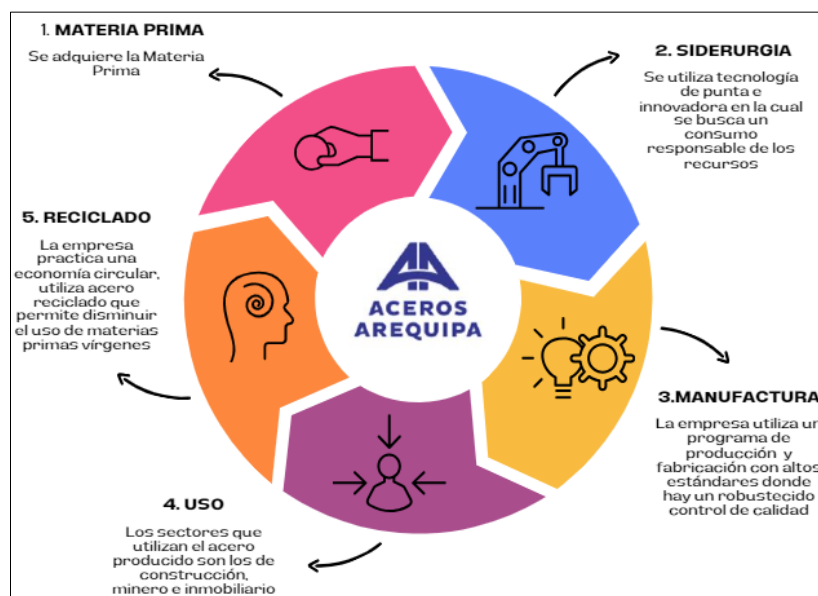 1. MATERIA PRIMA
Se adquiere la Materia
Prima
2. SIDERURGIA
Se utiliza tecnología
de punta e
innovadora en la cual
se busca un
consumo
responsable de los
recursos
3.MANUFACTURA
La empresa utiliza un
programa de
producción y
fabricación con altos
estándares donde
hay un robustecido
control de calidad
4. USO
Los sectores que
utilizan el acero
producido son los de
construcción,
minero e inmobiliario
5. RECICLADO
La empresa
practica una
economía circular,
utiliza acero
reciclado que
permite disminuir
el uso de materias
primas vírgenes
ACEROS
AREQUIPA